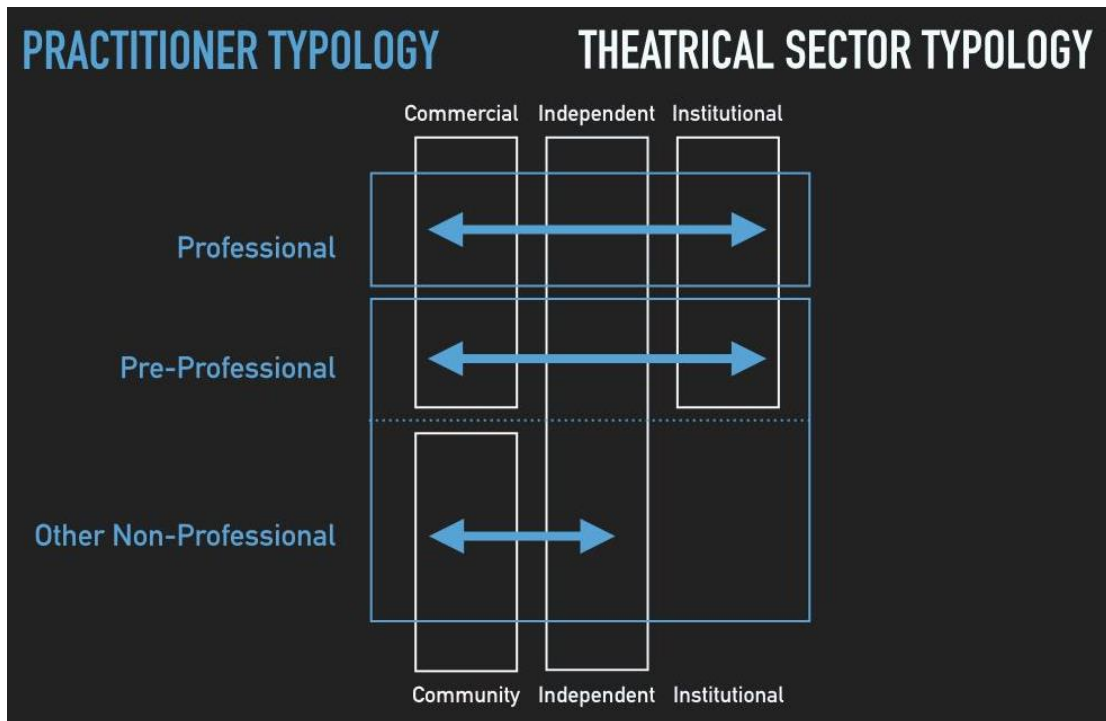 PRACTITIONER TYPOLOGY
THEATRICAL SECTOR TYPOLOGY
Commercial Independent Institutional
Professional
Pre-Professional
Other Non-Professional
Community Independent Institutional